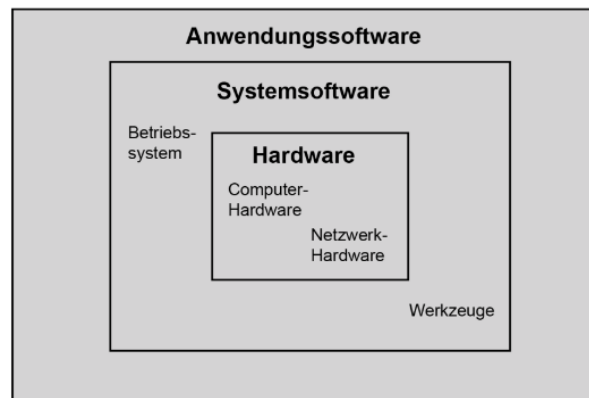 Anwendungssoftware
Systemsoftware
Betriebs-
system
Hardware
Computer-
Hardware
Netzwerk-
Hardware
Werkzeuge